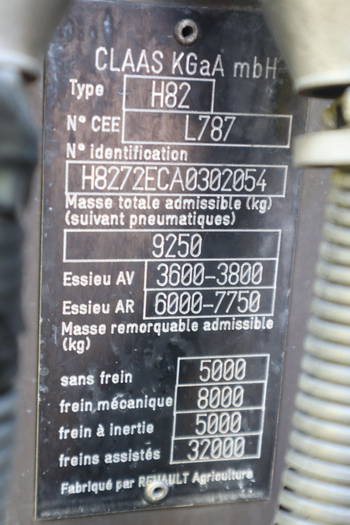 CLAAS KGaA mbH
Type H82
N° CEE L787
N° identification
H8272ECA0302054
Masse totale admissible (kg)
(suivant pneumatiques)
9250
Essieu AV 3600-3800
Essieu AR 6000-7750
Masse remorquable admissible
(kg)
sans frein 5000
frein mécanique 8000
frein à inertie 5000
freins assistés 32000
Fabriqué par RENAULT Agriculture